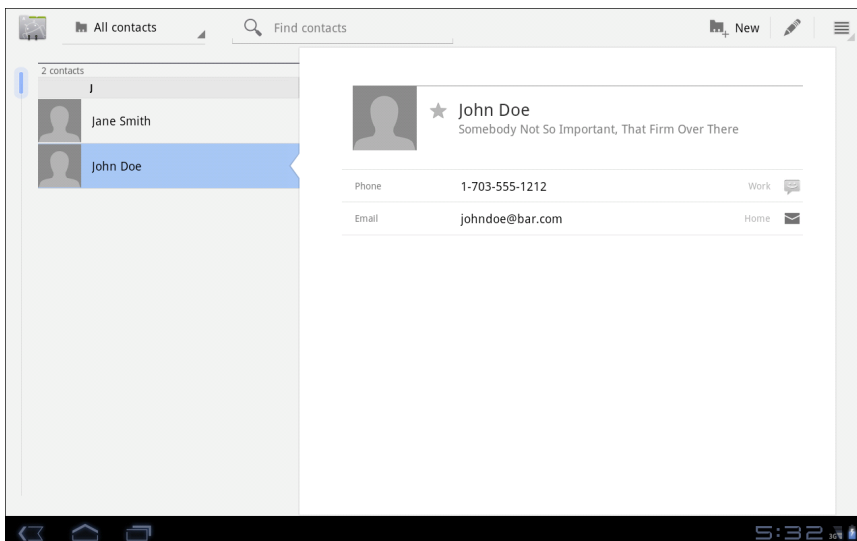 All contacts
Find contacts
New
2 contacts
J
Jane Smith
John Doe
John Doe
Somebody Not So Important, That Firm Over There
Phone 1-703-555-1212 Work
Email johndoe@bar.com Home
5:32 3G